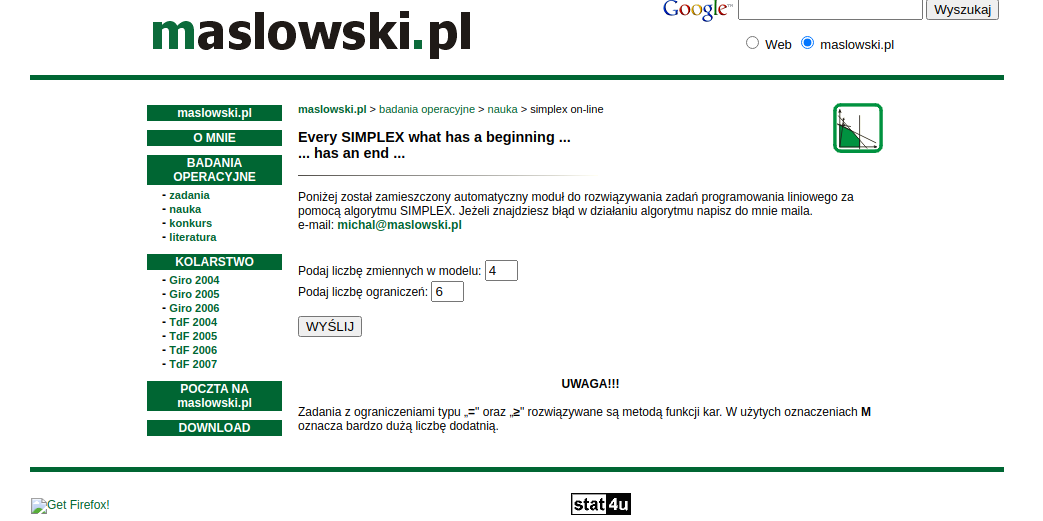 maslowski.pl
Google™ Wyszukaj
Web maslowski.pl
maslowski.pl
O MNIE
BADANIA
OPERACYJNE
- zadania
- nauka
- konkurs
- literatura
KOLARSTWO
- Giro 2004
- Giro 2005
- Giro 2006
- TdF 2004
- TdF 2005
- TdF 2006
- TdF 2007
POCZTA NA
maslowski.pl
DOWNLOAD
maslowski.pl > badania operacyjne > nauka > simplex on-line
Every SIMPLEX what has a beginning ...
... has an end ...
Poniżej został zamieszczony automatyczny moduł do rozwiązywania zadań programowania liniowego za
pomocą algorytmu SIMPLEX. Jeżeli znajdziesz błąd w działaniu algorytmu napisz do mnie maila.
e-mail: michal@maslowski.pl
Podaj liczbę zmiennych w modelu: 4
Podaj liczbę ograniczeń: 6
WYŚLIJ
UWAGA!!!
Zadania z ograniczeniami typu „=" oraz „≥" rozwiązywane są metodą funkcji kar. W użytych oznaczeniach M
oznacza bardzo dużą liczbę dodatnią.
Get Firefox!
stat4u